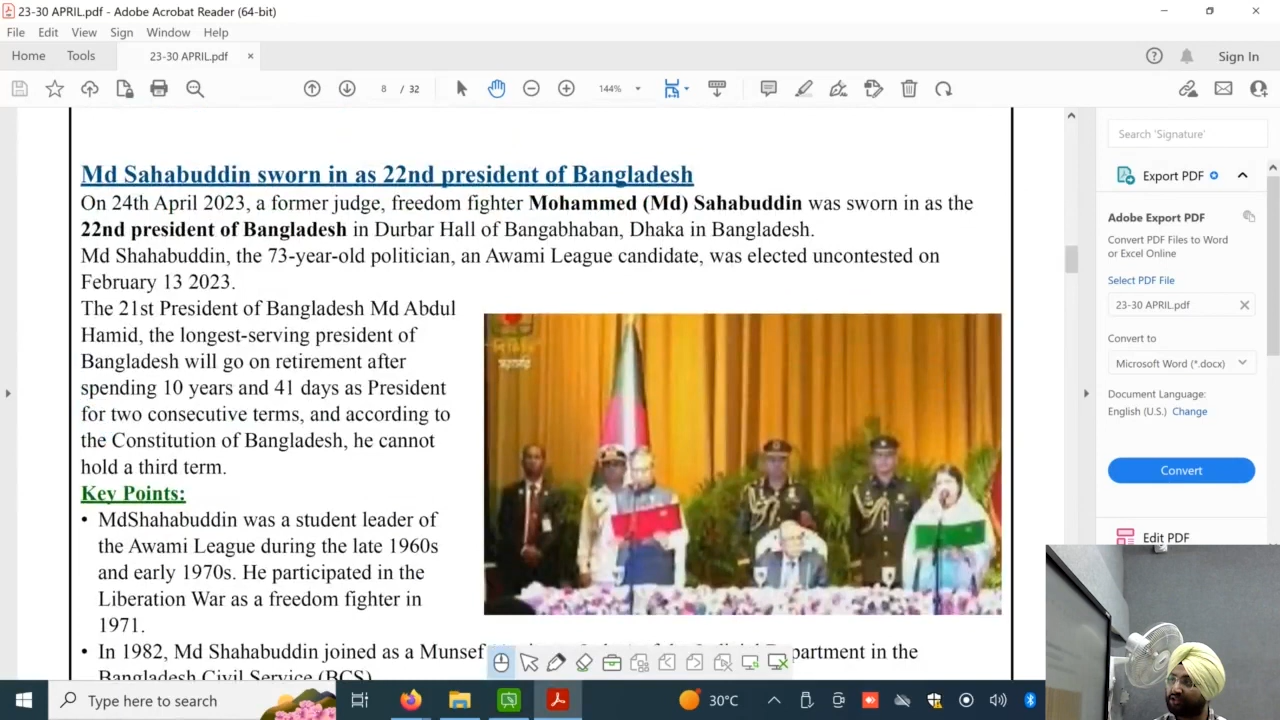 23-30 APRIL.pdf - Adobe Acrobat Reader (64-bit)
File Edit View Sign Window Help
Home Tools 23-30 APRIL.pdf × Sign In
8 / 32 144%
Search 'Signature'
Export PDF
Adobe Export PDF
Convert PDF Files to Word
or Excel Online
Select PDF File
23-30 APRIL.pdf
Convert to
Microsoft Word (*.docx)
Document Language:
English (U.S.) Change
Convert
Edit PDF
Md Sahabuddin sworn in as 22nd president of Bangladesh
On 24th April 2023, a former judge, freedom fighter Mohammed (Md) Sahabuddin was sworn in as the
22nd president of Bangladesh in Durbar Hall of Bangabhaban, Dhaka in Bangladesh.
Md Shahabuddin, the 73-year-old politician, an Awami League candidate, was elected uncontested on
February 13 2023.
The 21st President of Bangladesh Md Abdul
Hamid, the longest-serving president of
Bangladesh will go on retirement after
spending 10 years and 41 days as President
for two consecutive terms, and according to
the Constitution of Bangladesh, he cannot
hold a third term.
Key Points:
• MdShahabuddin was a student leader of
the Awami League during the late 1960s
and early 1970s. He participated in the
Liberation War as a freedom fighter in
1971.
• In 1982, Md Shahabuddin joined as a Munsef
in the
Bangladesh Civil Service (BCS)
Type here to search 30°C